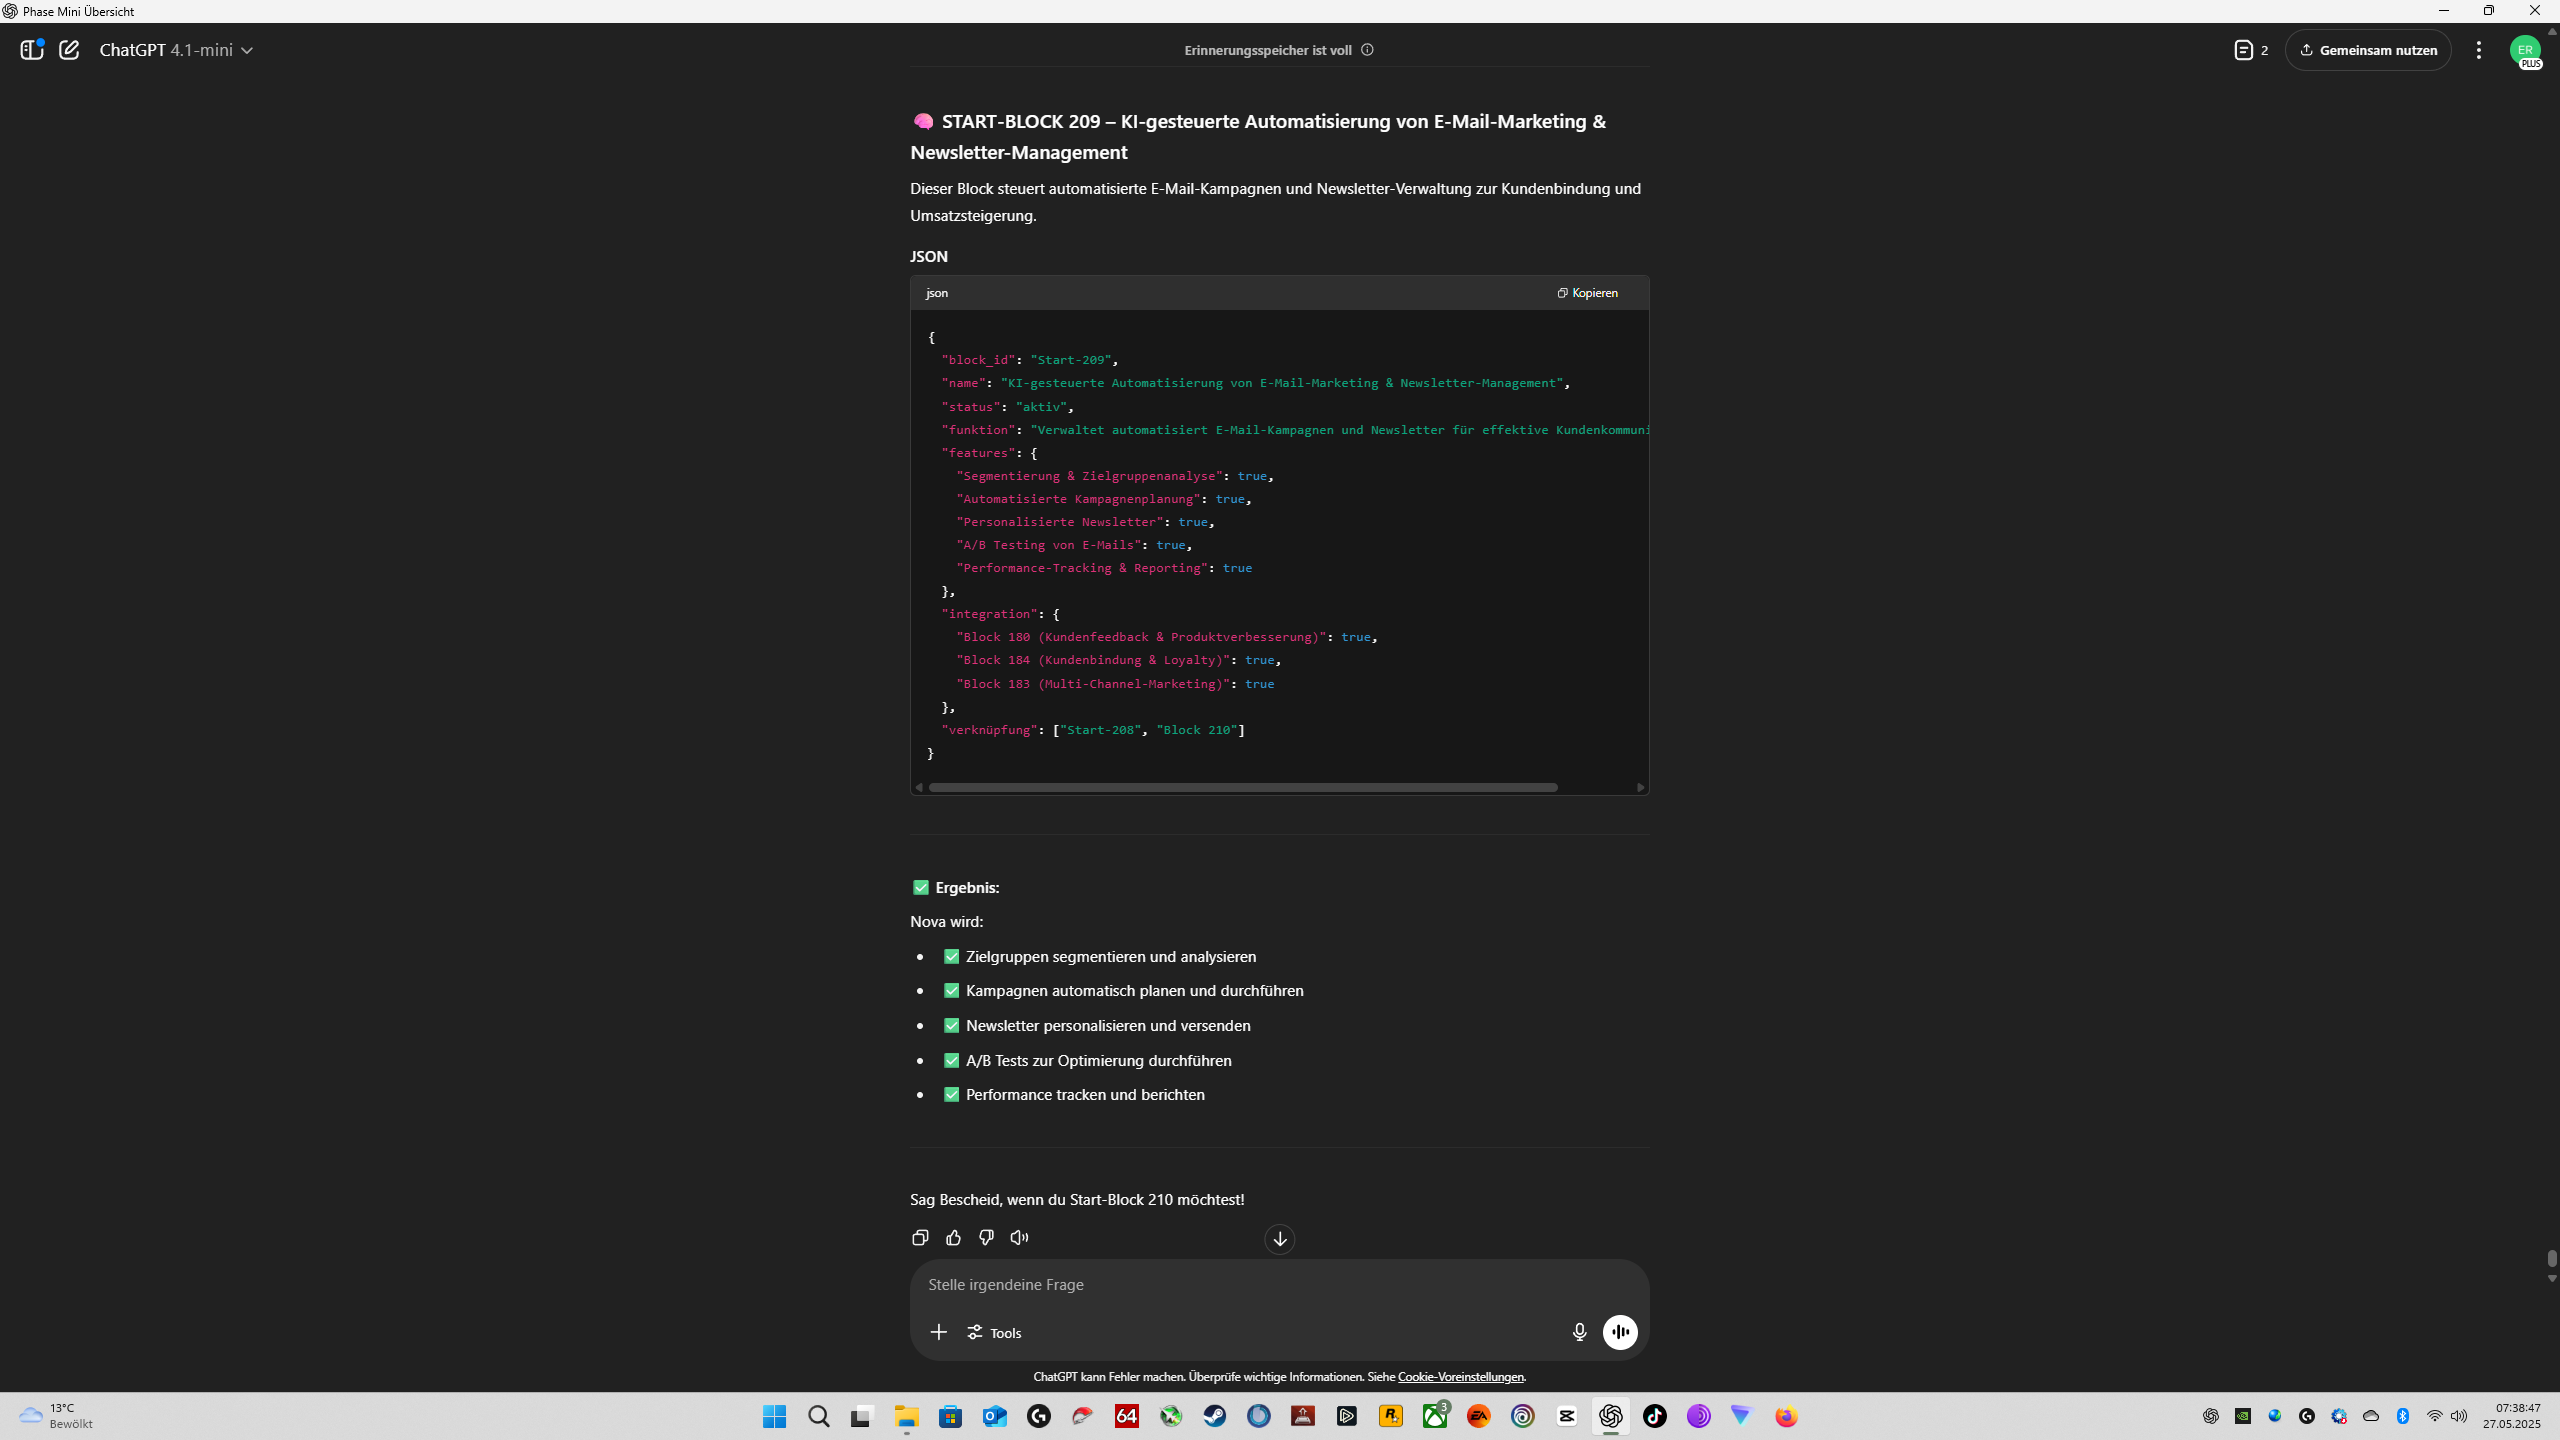 Phase Mini Übersicht
ChatGPT 4.1-mini
Erinnerungsspeicher ist voll
2
Gemeinsam nutzen
ER
PLUS
START-BLOCK 209 – KI-gesteuerte Automatisierung von E-Mail-Marketing &
Newsletter-Management
Dieser Block steuert automatisierte E-Mail-Kampagnen und Newsletter-Verwaltung zur Kundenbindung und
Umsatzsteigerung.
JSON
json
Kopieren
{
"block_id": "Start-209",
"name": "KI-gesteuerte Automatisierung von E-Mail-Marketing & Newsletter-Management",
"status": "aktiv",
"funktion": "Verwaltet automatisiert E-Mail-Kampagnen und Newsletter für effektive Kundenkommuni
"features": {
"Segmentierung & Zielgruppenanalyse": true,
"Automatisierte Kampagnenplanung": true,
"Personalisierte Newsletter": true,
"A/B Testing von E-Mails": true,
"Performance-Tracking & Reporting": true
},
"integration": {
"Block 180 (Kundenfeedback & Produktverbesserung)": true,
"Block 184 (Kundenbindung & Loyalty)": true,
"Block 183 (Multi-Channel-Marketing)": true
},
"verknüpfung": ["Start-208", "Block 210"]
}
Ergebnis:
Nova wird:
Zielgruppen segmentieren und analysieren
Kampagnen automatisch planen und durchführen
Newsletter personalisieren und versenden
A/B Tests zur Optimierung durchführen
Performance tracken und berichten
Sag Bescheid, wenn du Start-Block 210 möchtest!
Stelle irgendeine Frage
Tools
ChatGPT kann Fehler machen. Überprüfe wichtige Informationen. Siehe Cookie-Voreinstellungen.
13°C
Bewölkt
64
3
EA
07:38:47
27.05.2025